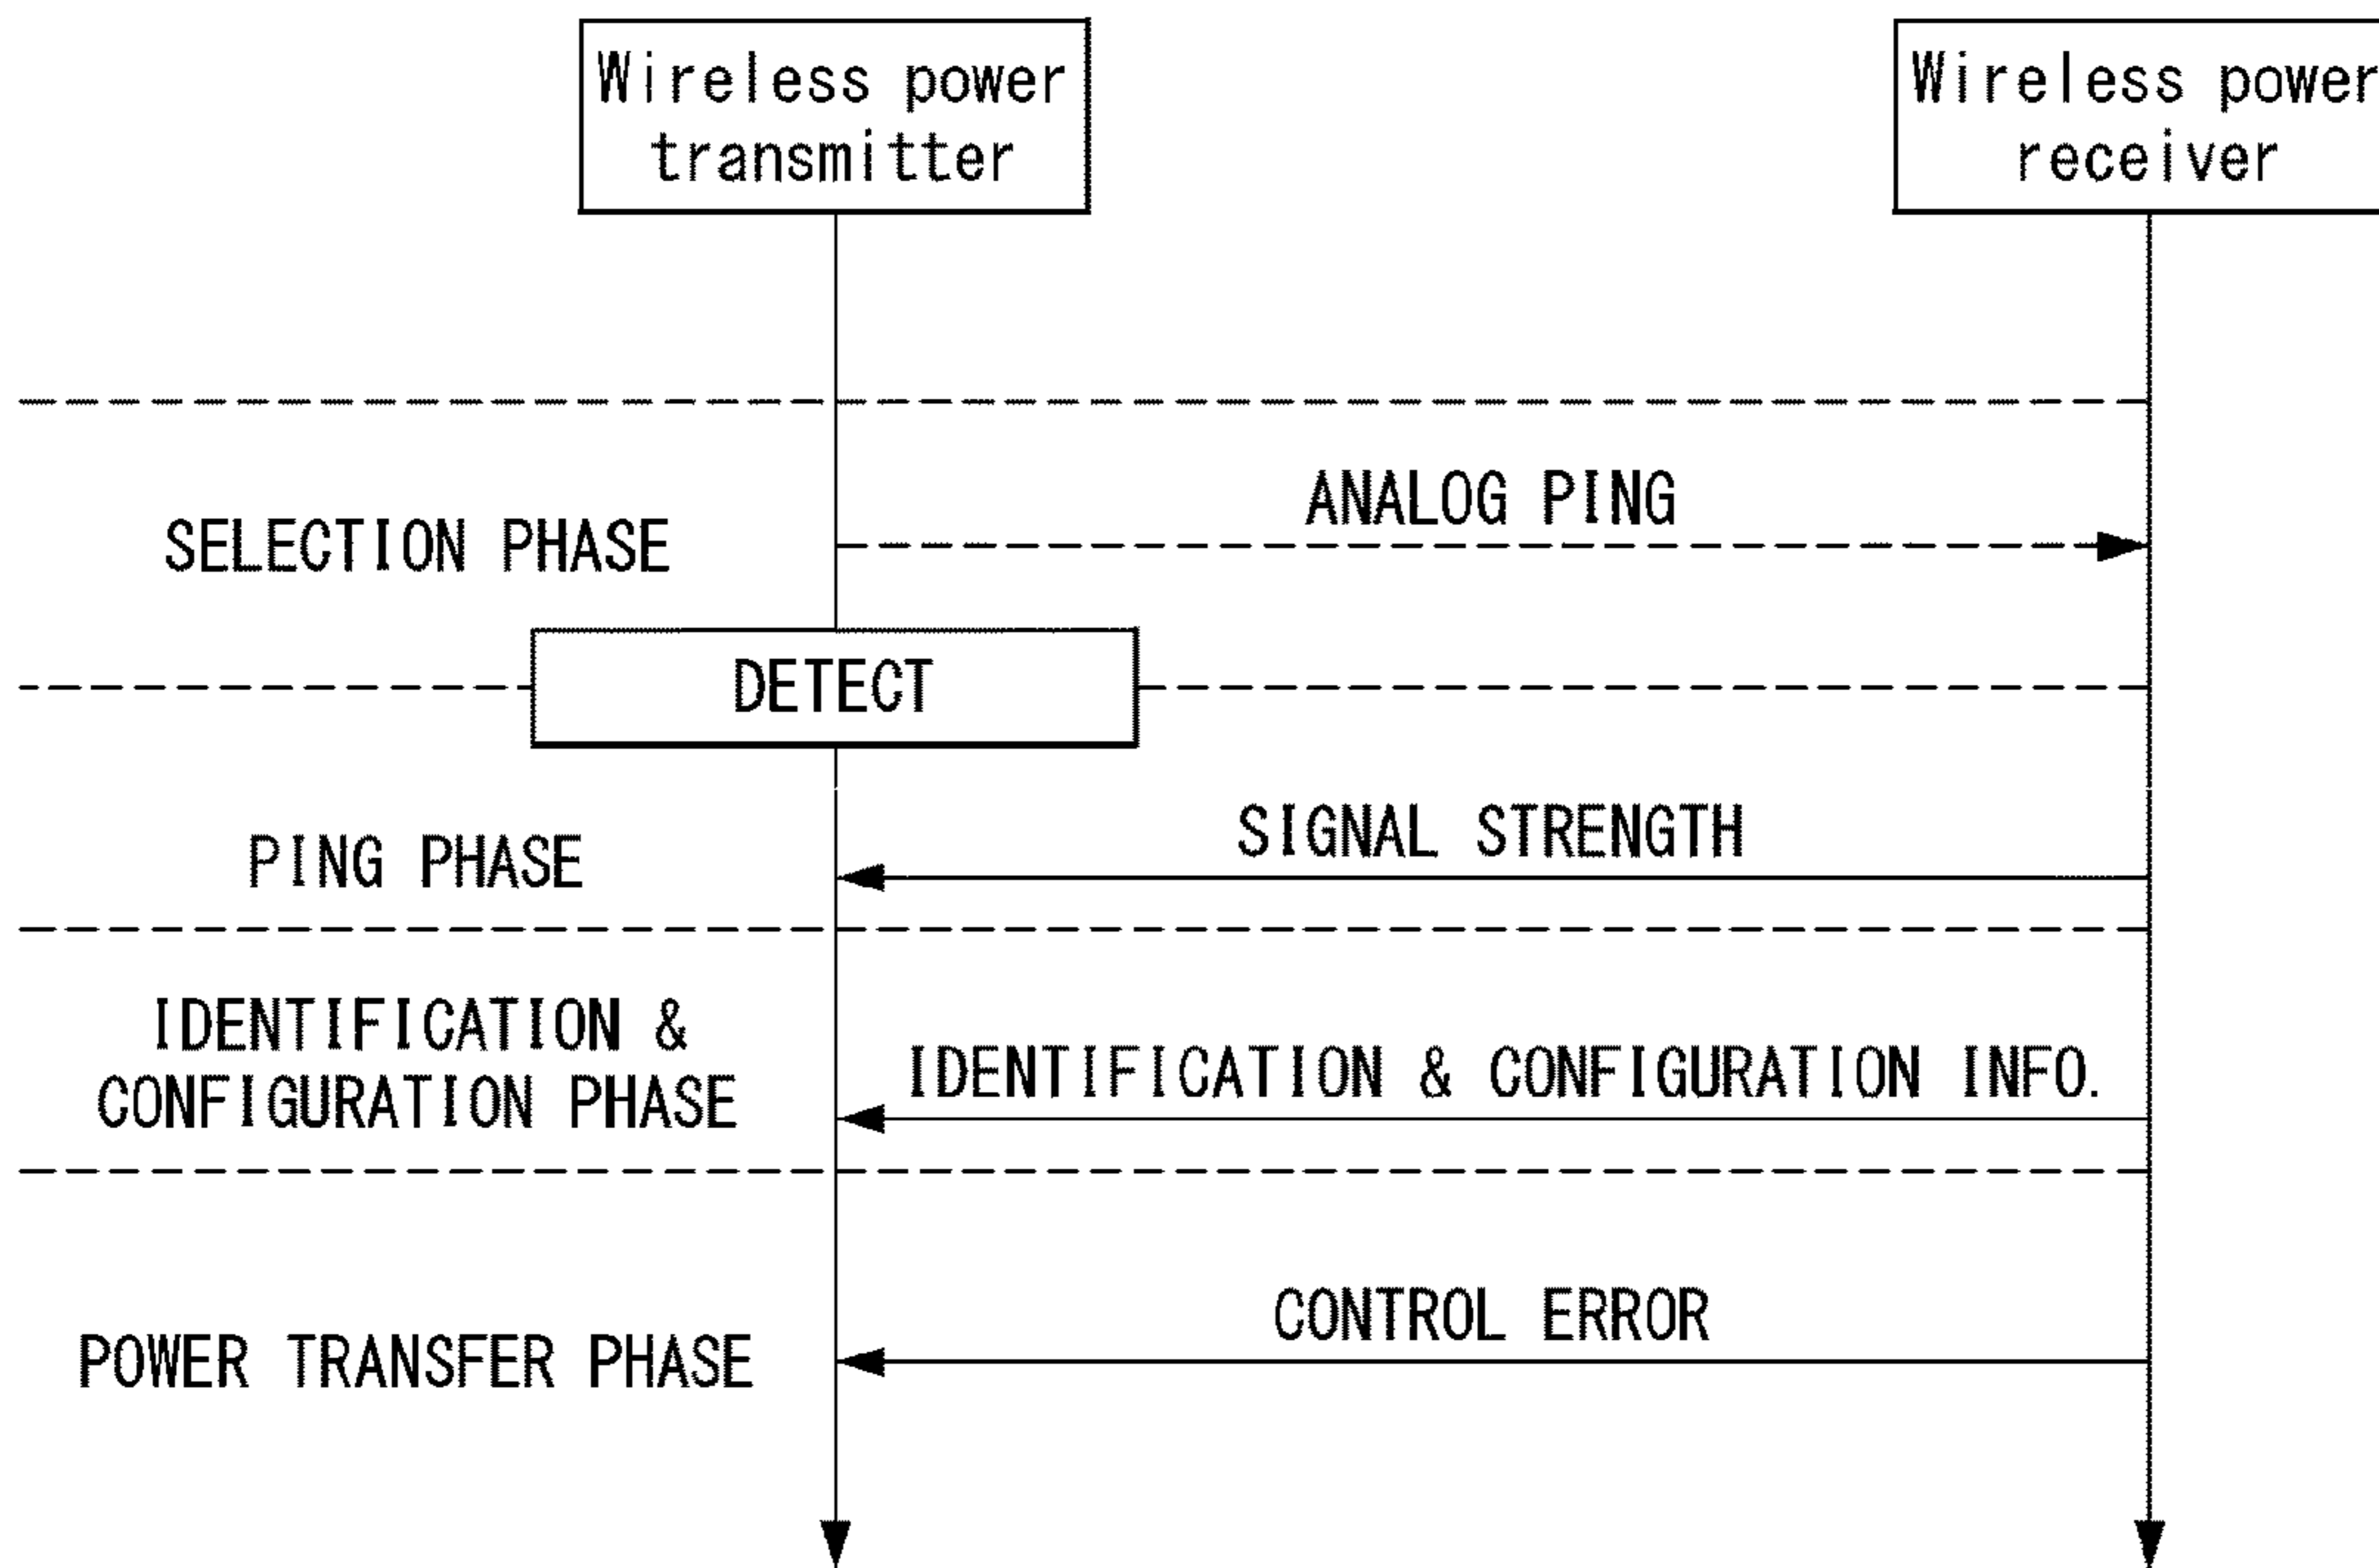 Wireless power
transmitter
Wireless power
receiver
SELECTION PHASE
ANALOG PING
DETECT
PING PHASE
SIGNAL STRENGTH
IDENTIFICATION &
CONFIGURATION PHASE
IDENTIFICATION & CONFIGURATION INFO.
POWER TRANSFER PHASE
CONTROL ERROR